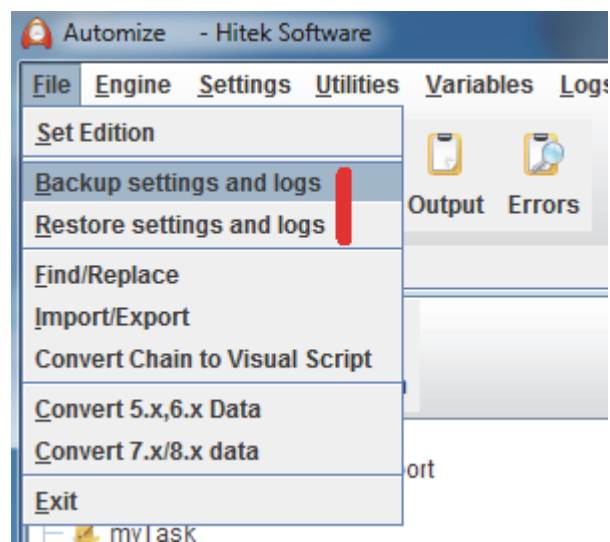 Automize - Hitek Software
File Engine Settings Utilities Variables Logs
Set Edition
Backup settings and logs
Restore settings and logs
Output Errors
Find/Replace
Import/Export
Convert Chain to Visual Script
Convert 5.x,6.x Data
Convert 7.x/8.x data
ort
Exit
myTask